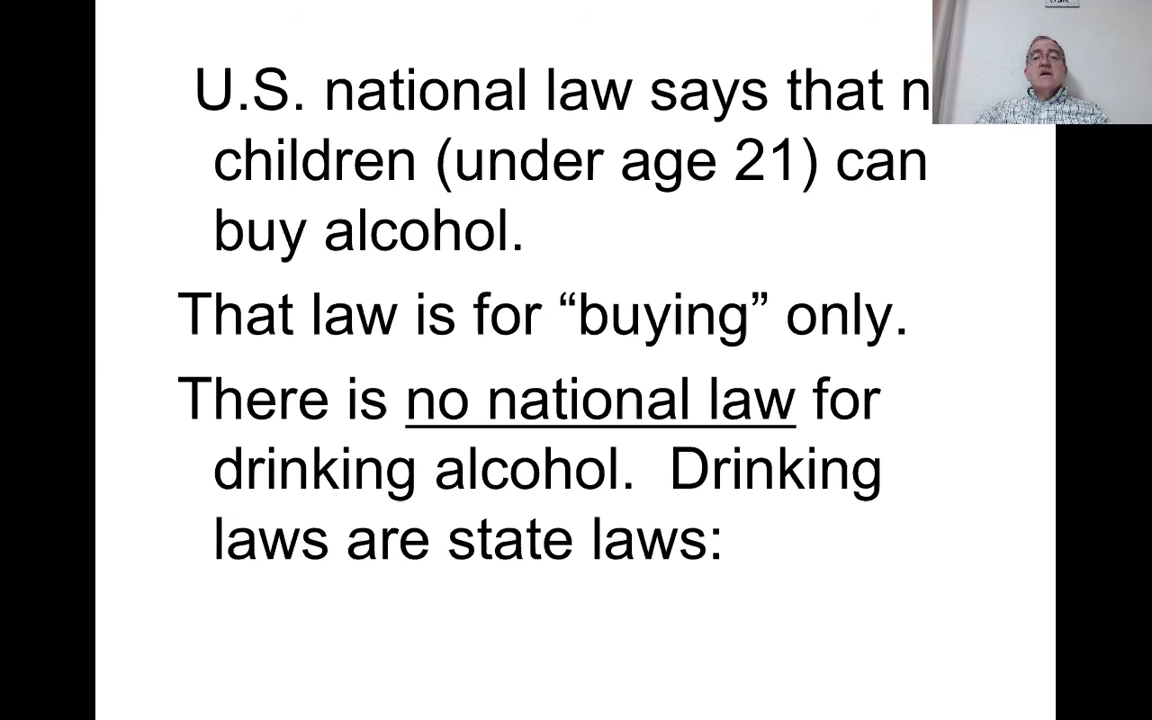 U.S. national law says that n
children (under age 21) can
buy alcohol.
That law is for “buying” only.
There is no national law for
drinking alcohol.  Drinking
laws are state laws: